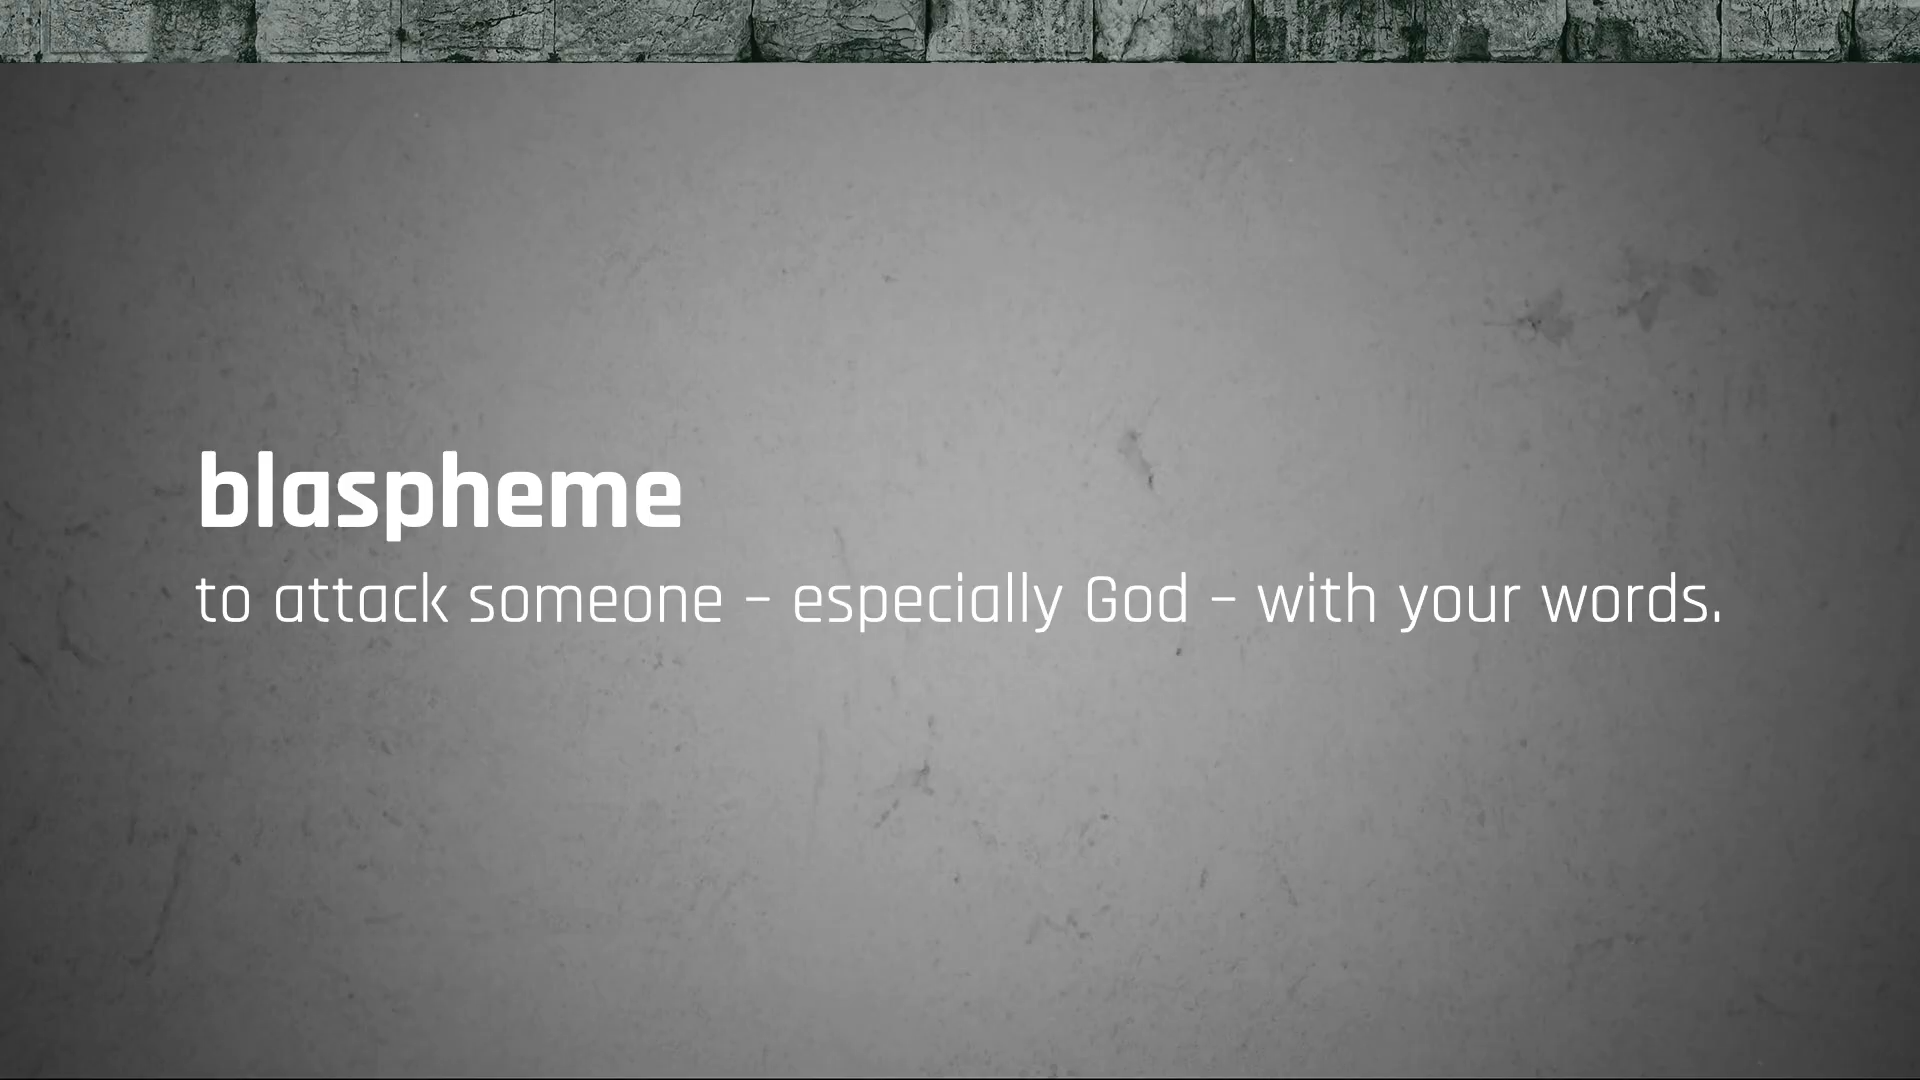 blaspheme
to attack someone – especially God – with your words.